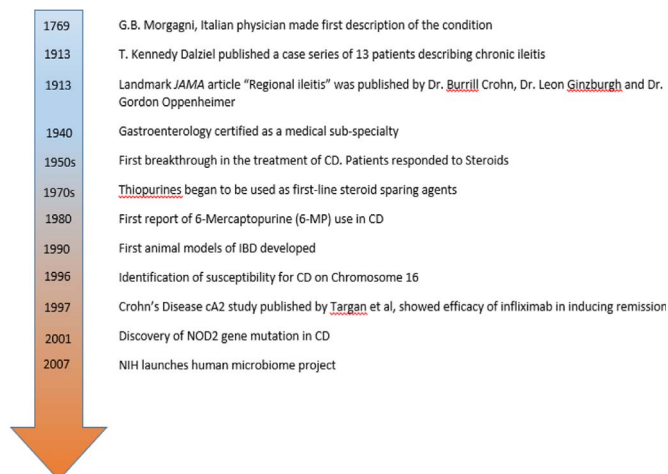 1769 G.B. Morgagni, Italian physician made first description of the condition
1913 T. Kennedy Dalziel published a case series of 13 patients describing chronic ileitis
1913 Landmark JAMA article “Regional ileitis” was published by Dr. Burrill Crohn, Dr. Leon Ginzburgh and Dr.
Gordon Oppenheimer
1940 Gastroenterology certified as a medical sub-specialty
1950s First breakthrough in the treatment of CD. Patients responded to Steroids
1970s Thiopurines began to be used as first-line steroid sparing agents
1980 First report of 6-Mercaptopurine (6-MP) use in CD
1990 First animal models of IBD developed
1996 Identification of susceptibility for CD on Chromosome 16
1997 Crohn’s Disease cA2 study published by Targan et al, showed efficacy of infliximab in inducing remission
2001 Discovery of NOD2 gene mutation in CD
2007 NIH launches human microbiome project